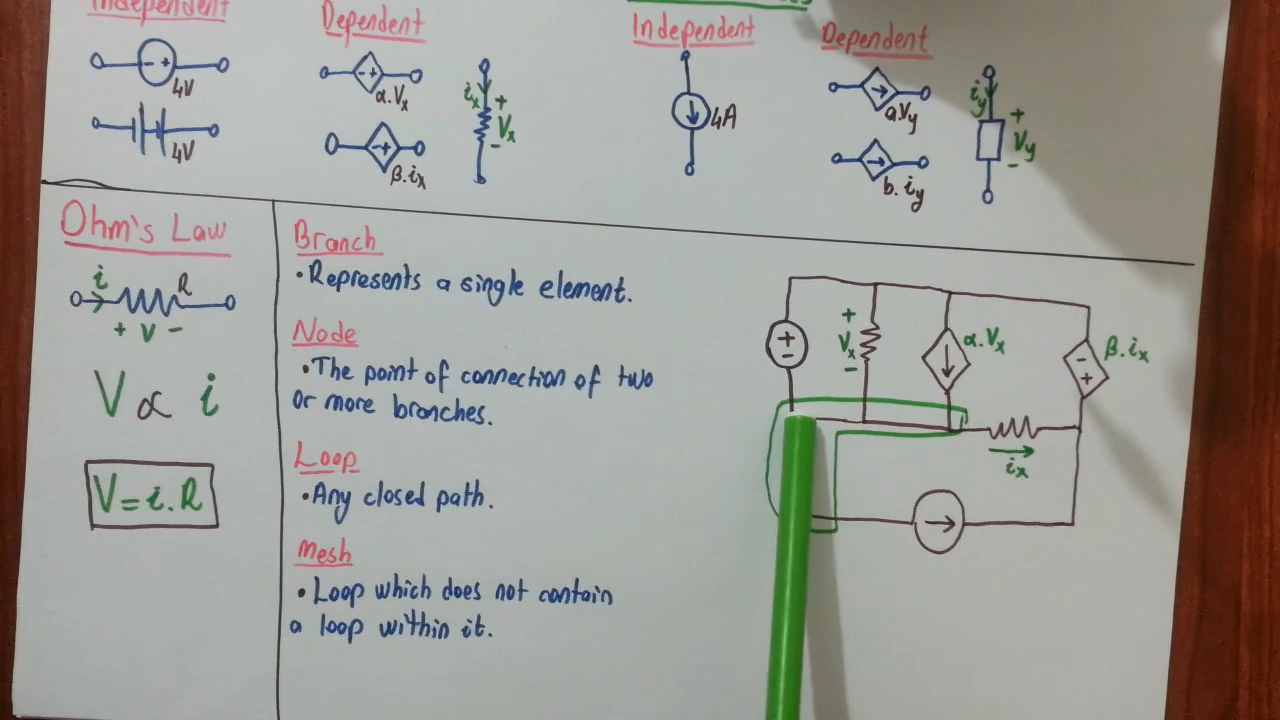 Independent
Dependent
Independent
Dependent
- +
4V
4V
- +
α.Vx
- +
β.ix
ix
+
Vx
-
4A
a.Vy
b.iy
iy
+
Vy
-
Ohm's Law
i
R
+ V -
V ∝ i
V = i.R
Branch
• Represents a single element.
Node
• The point of connection of two
or more branches.
Loop
• Any closed path.
Mesh
• Loop which does not contain
a loop within it.
+
-
+
Vx
-
α.Vx
-
+
β.ix
ix